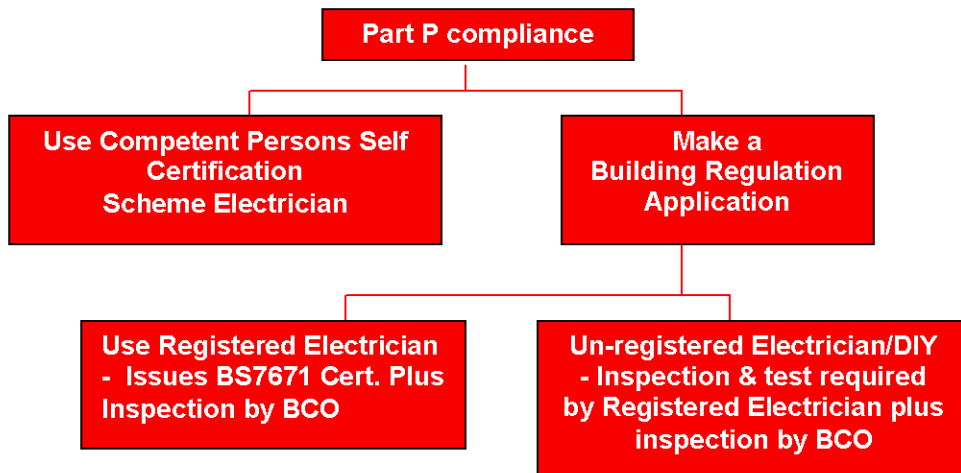 Part P compliance
Use Competent Persons Self
Certification
Scheme Electrician
Make a
Building Regulation
Application
Use Registered Electrician
- Issues BS7671 Cert. Plus
Inspection by BCO
Un-registered Electrician/DIY
- Inspection & test required
by Registered Electrician plus
inspection by BCO